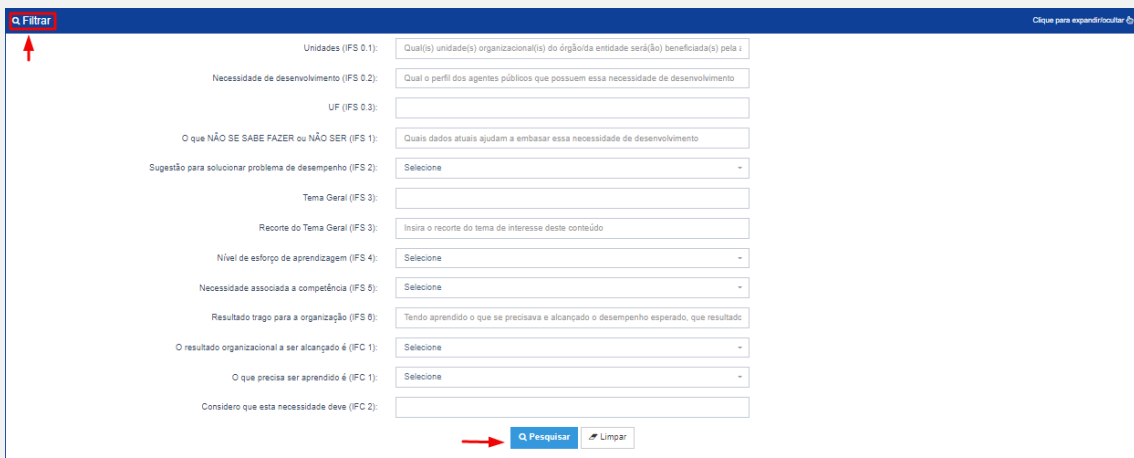 Filtrar Clique para expandir/ocultar
Unidades (IFS 0.1): Qual(is) unidade(s) organizacional(is) do órgão/da entidade será(ão) beneficiada(s) pela
Necessidade de desenvolvimento (IFS 0.2): Qual o perfil dos agentes públicos que possuem essa necessidade de desenvolvimento
UF (IFS 0.3):
O que NÃO SE SABE FAZER ou NÃO SER (IFS 1): Quais dados atuais ajudam a embasar essa necessidade de desenvolvimento
Sugestão para solucionar problema de desempenho (IFS 2): Selecione
Tema Geral (IFS 3):
Recorte do Tema Geral (IFS 3): Insira o recorte do tema de interesse deste conteúdo
Nível de esforço de aprendizagem (IFS 4): Selecione
Necessidade associada a competência (IFS 5): Selecione
Resultado trago para a organização (IFS 6): Tendo aprendido o que se precisava e alcançado o desempenho esperado, que resultado
O resultado organizacional a ser alcançado é (IFC 1): Selecione
O que precisa ser aprendido é (IFC 1): Selecione
Considero que esta necessidade deve (IFC 2):
Pesquisar Limpar